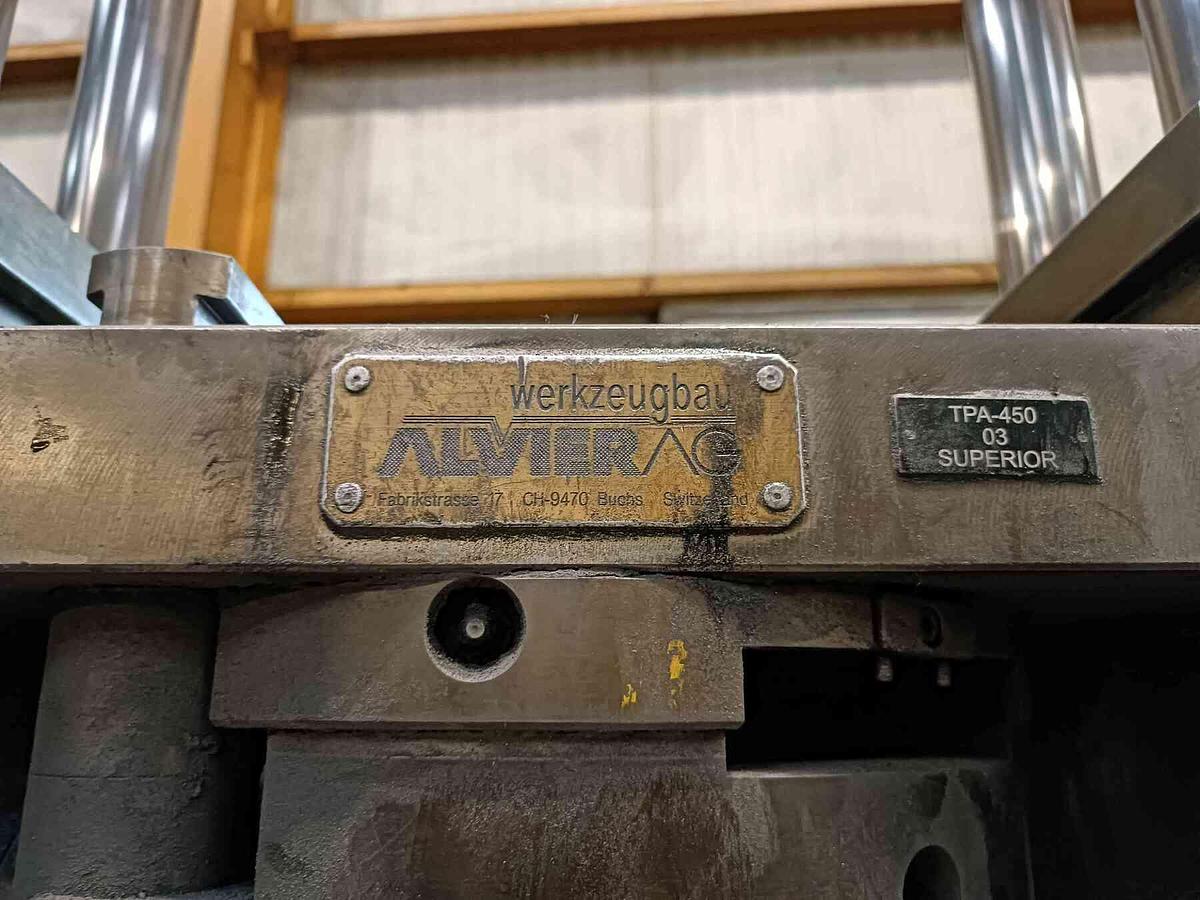 werkzeugbau
ALVIER AG
Fabrikstrasse 17 CH-9470 Buchs Switzerland
TPA-450
03
SUPERIOR